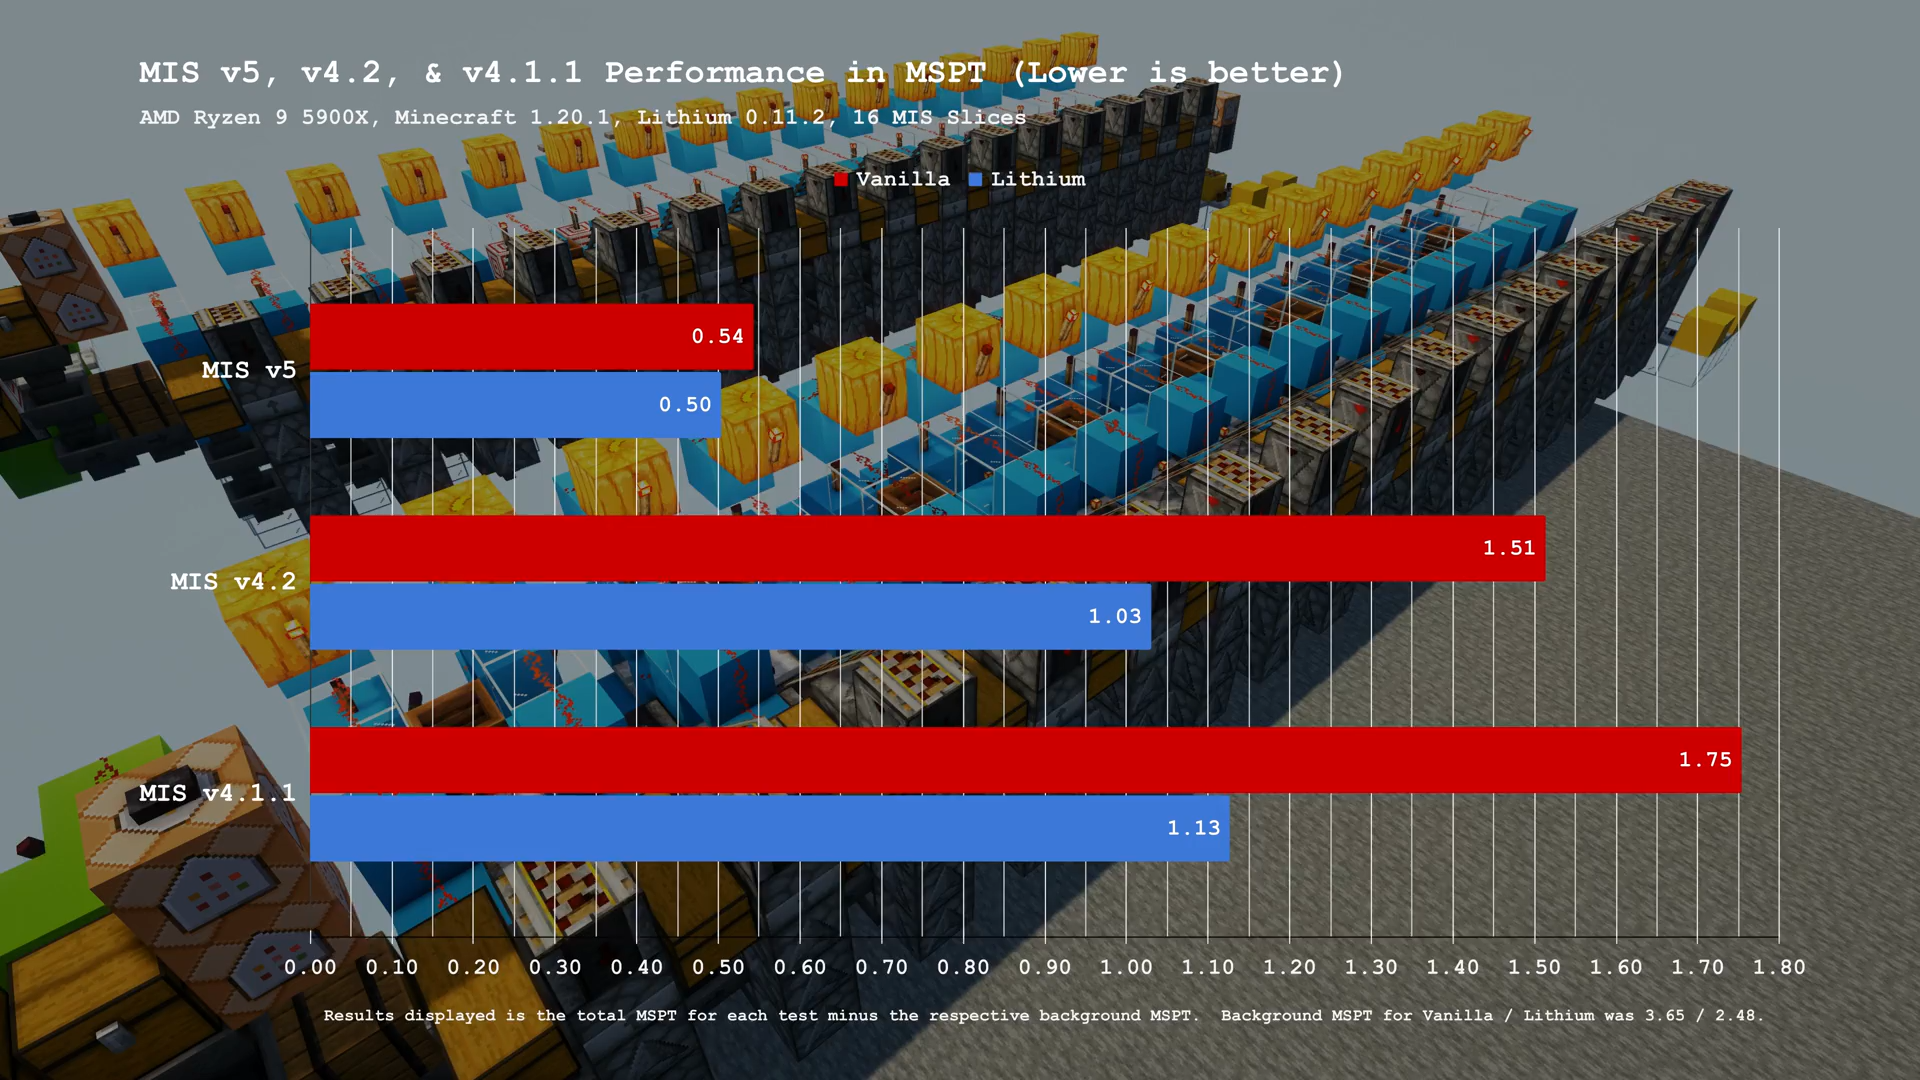 MIS v5, v4.2, & v4.1.1 Performance in MSPT (Lower is better)
AMD Ryzen 9 5900X, Minecraft 1.20.1, Lithium 0.11.2, 16 MIS Slices
Vanilla Lithium
MIS v5
0.54
0.50
MIS v4.2
1.51
1.03
MIS v4.1.1
1.75
1.13
0.00 0.10 0.20 0.30 0.40 0.50 0.60 0.70 0.80 0.90 1.00 1.10 1.20 1.30 1.40 1.50 1.60 1.70 1.80
Results displayed is the total MSPT for each test minus the respective background MSPT. Background MSPT for Vanilla / Lithium was 3.65 / 2.48.